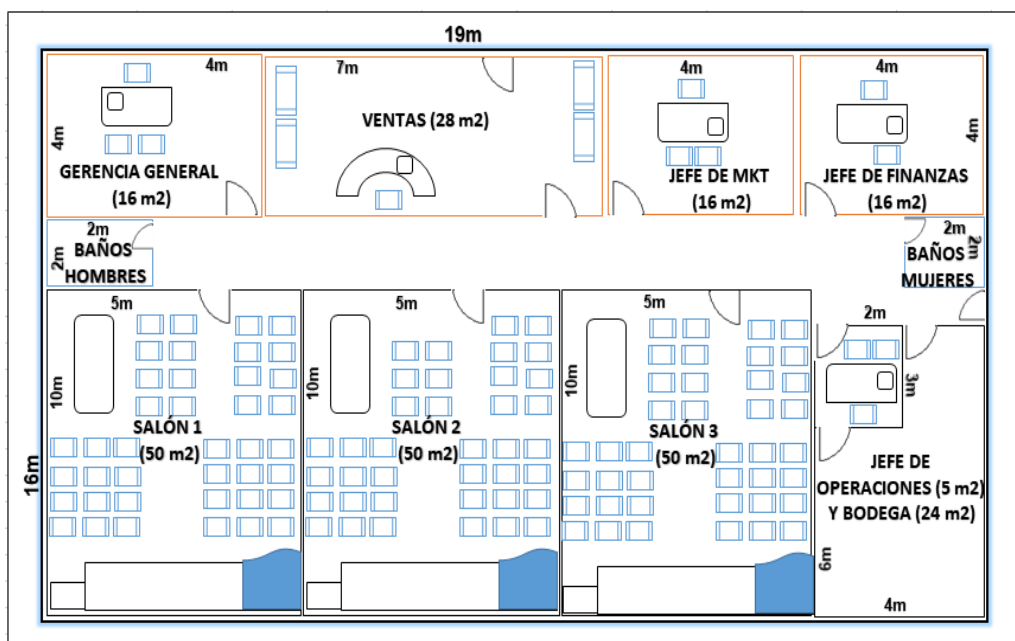 19m
4m
4m
GERENCIA GENERAL
(16 m2)
7m
VENTAS (28 m2)
4m
JEFE DE MKT
(16 m2)
4m
4m
JEFE DE FINANZAS
(16 m2)
2m
2m
BAÑOS
HOMBRES
2m
2m
BAÑOS
MUJERES
16m
5m
10m
SALÓN 1
(50 m2)
5m
10m
SALÓN 2
(50 m2)
5m
10m
SALÓN 3
(50 m2)
2m
3m
JEFE DE
OPERACIONES (5 m2)
Y BODEGA (24 m2)
6m
4m